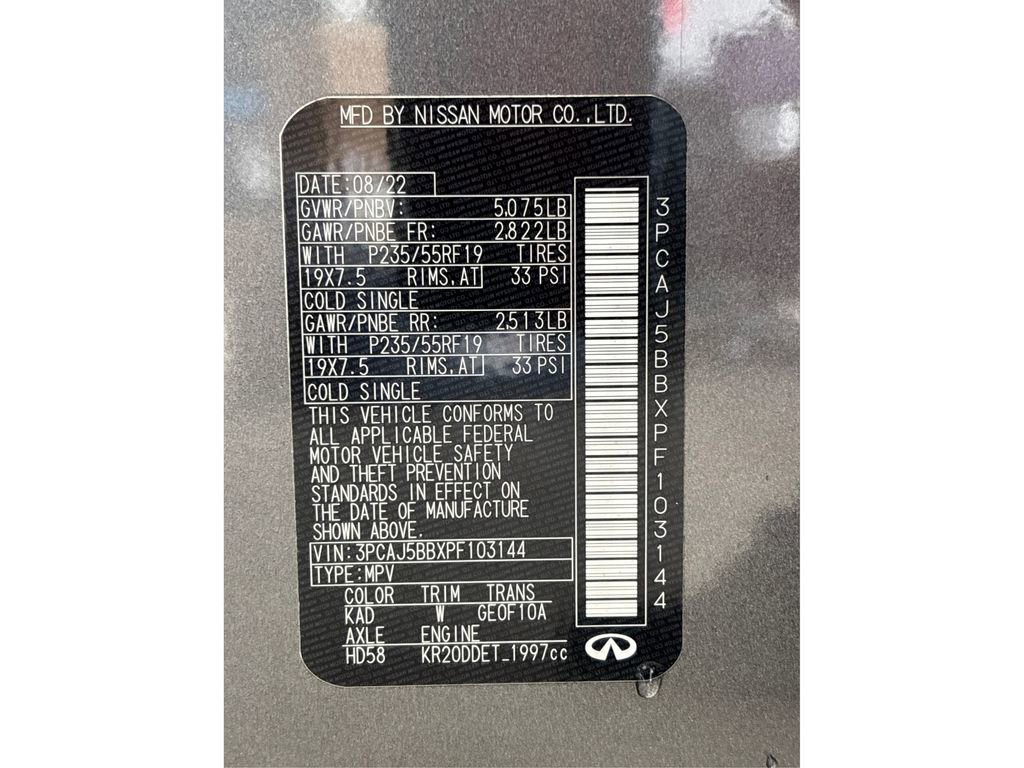 MFD BY NISSAN MOTOR CO.,LTD.
DATE:08/22
GVWR/PNBV: 5,075LB
GAWR/PNBE FR: 2,822LB
WITH P235/55RF19 TIRES
19X7.5 RIMS,AT 33 PSI
COLD SINGLE
GAWR/PNBE RR: 2,513LB
WITH P235/55RF19 TIRES
19X7.5 RIMS,AT 33 PSI
COLD SINGLE
THIS VEHICLE CONFORMS TO
ALL APPLICABLE FEDERAL
MOTOR VEHICLE SAFETY
AND THEFT PREVENTION
STANDARDS IN EFFECT ON
THE DATE OF MANUFACTURE
SHOWN ABOVE.
VIN:3PCAJ5BBXPF103144
TYPE:MPV
COLOR TRIM TRANS
KAD W GE0F10A
AXLE ENGINE
HD58 KR20DDET_1997cc
3PCAJ5BBXPF103144